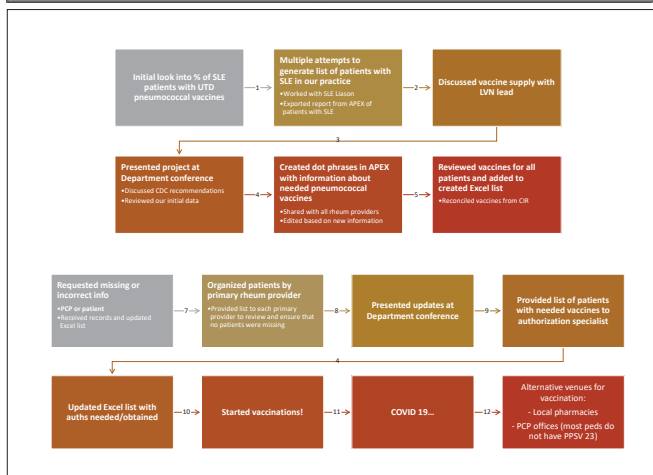 Initial look into % of SLE
patients with UTD
pneumococcal vaccines
1
Multiple attempts to
generate list of patients with
SLE in our practice
•Worked with SLE Liason
•Exported report from APEX of
patients with SLE
2
Discussed vaccine supply with
LVN lead
3
Presented project at
Department conference
•Discussed CDC recommendations
•Reviewed our initial data
4
Created dot phrases in APEX
with information about
needed pneumococcal
vaccines
•Shared with all rheum providers
•Edited based on new information
5
Reviewed vaccines for all
patients and added to
created Excel list
•Reconciled vaccines from CIR
Requested missing or
incorrect info
•PCP or patient
•Received records and updated
Excel list
7
Organized patients by
primary rheum provider
•Provided list to each primary
provider to review and ensure that
no patients were missing
8
Presented updates at
Department conference
9
Provided list of patients
with needed vaccines to
authorization specialist
4
Updated Excel list with
auths needed/obtained
10
Started vaccinations!
11
COVID 19...
12
Alternative venues for
vaccination:
- Local pharmacies
- PCP offices (most peds do
not have PPSV 23)